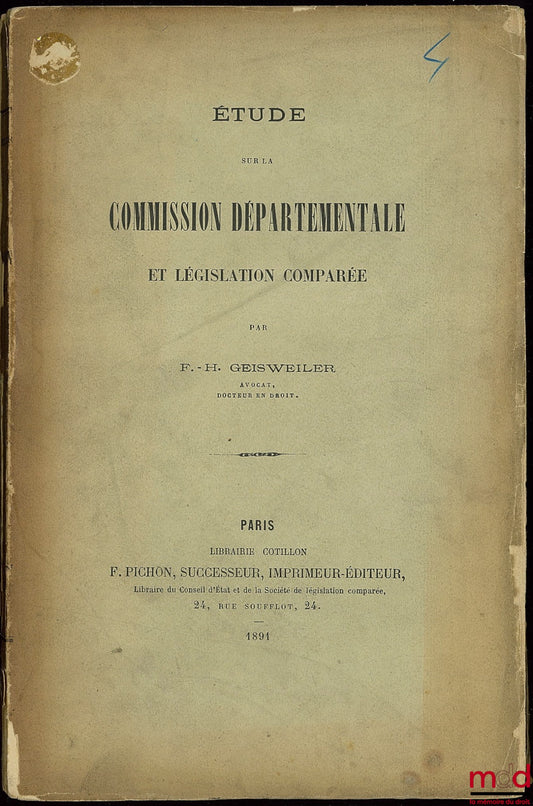 4
ÉTUDE
SUR LA
COMMISSION DÉPARTEMENTALE
ET LÉGISLATION COMPARÉE
PAR
F.-H. GEISWEILER
AVOCAT,
DOCTEUR EN DROIT.
PARIS
LIBRAIRIE COTILLON
F. PICHON, SUCCESSEUR, IMPRIMEUR-ÉDITEUR,
Libraire du Conseil d'État et de la Société de législation comparée,
24, RUE SOUFFLOT, 24.
1891
mdd
la mémoire du droit